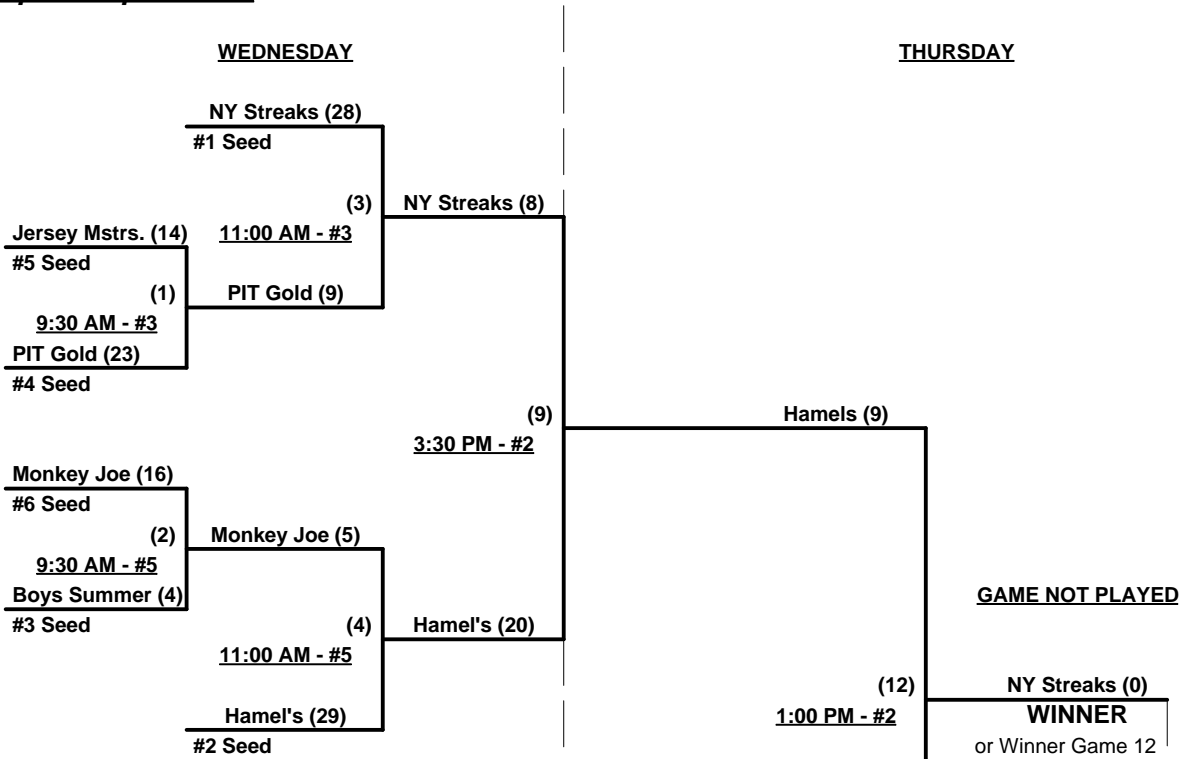 WEDNESDAY
THURSDAY
NY Streaks (28)
#1 Seed
(3)
NY Streaks (8)
Jersey Mstrs. (14)
11:00 AM - #3
#5 Seed
(1)
PIT Gold (9)
9:30 AM - #3
PIT Gold (23)
#4 Seed
(9)
Hamels (9)
3:30 PM - #2
Monkey Joe (16)
#6 Seed
(2)
Monkey Joe (5)
9:30 AM - #5
Boys Summer (4)
GAME NOT PLAYED
#3 Seed
(4)
Hamel's (20)
11:00 AM - #5
(12)
NY Streaks (0)
Hamel's (29)
1:00 PM - #2
WINNER
#2 Seed
or Winner Game 12